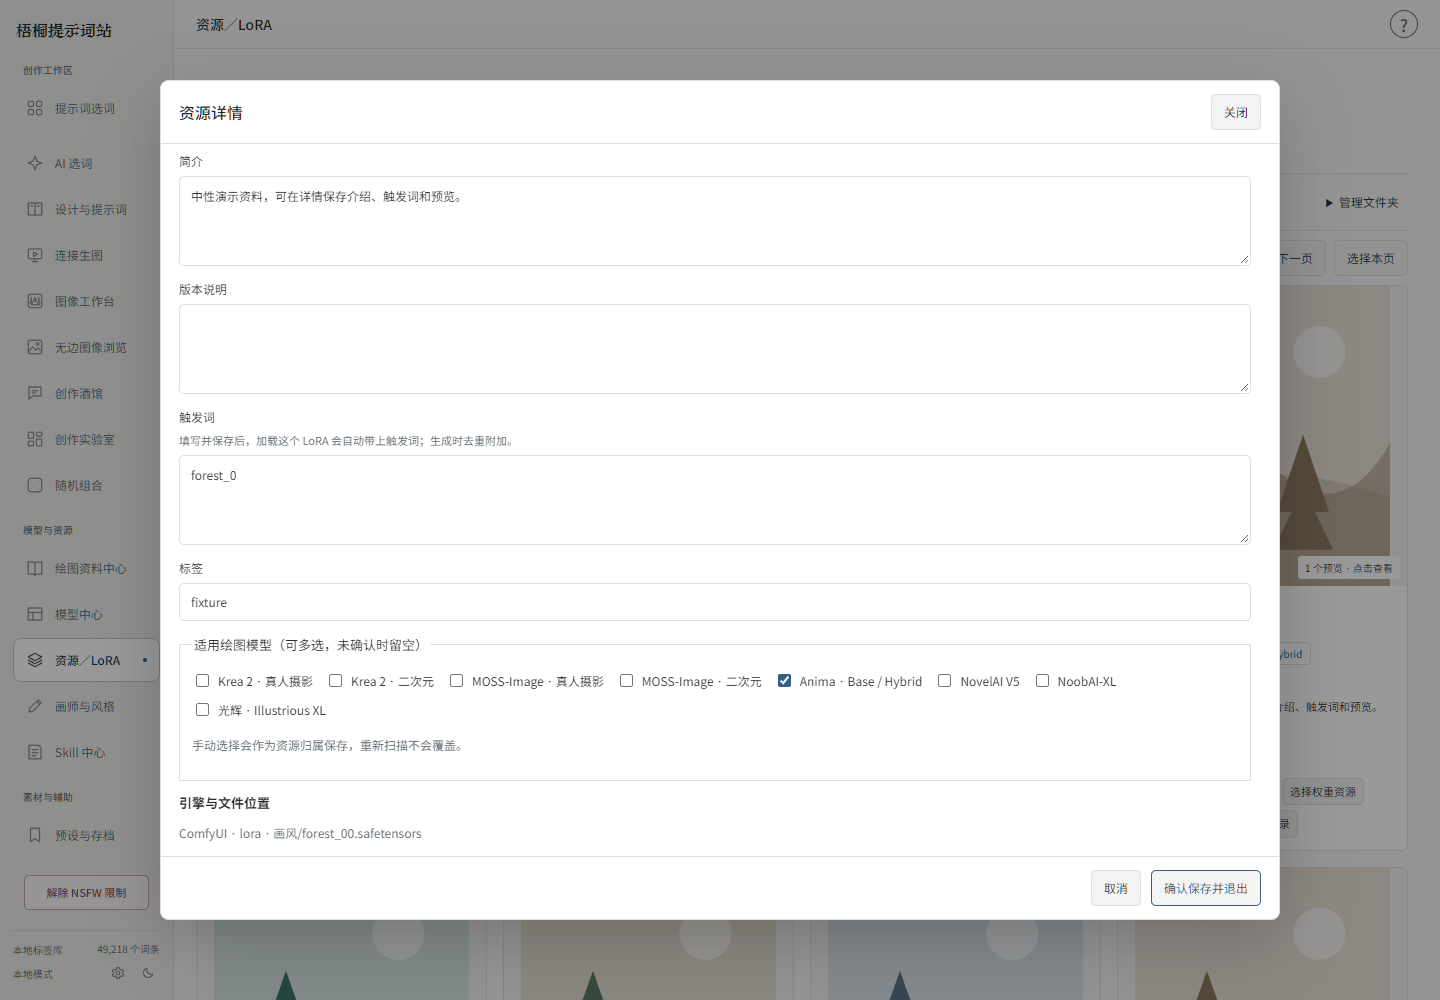 梧桐提示词站
创作工作区
提示词选词
AI 选词
设计与提示词
连接生图
图像工作台
无边图像浏览
创作酒馆
创作实验室
随机组合
模型与资源
绘图资料中心
模型中心
资源／LoRA
画师与风格
Skill 中心
素材与辅助
预设与存档
解除 NSFW 限制
本地标签库 49,218 个词条
本地模式
资源／LoRA
?
管理文件夹
下一页
选择本页
1 个预览 · 点击查看
ybrid
介绍、触发词和预览。
选择权重资源
录
资源详情
关闭
简介
中性演示资料，可在详情保存介绍、触发词和预览。
版本说明
触发词
填写并保存后，加载这个 LoRA 会自动带上触发词；生成时去重附加。
forest_0
标签
fixture
适用绘图模型（可多选，未确认时留空）
Krea 2 · 真人摄影 Krea 2 · 二次元 MOSS-Image · 真人摄影 MOSS-Image · 二次元 Anima · Base / Hybrid NovelAI V5 NoobAI-XL
光辉 · Illustrious XL
手动选择会作为资源归属保存，重新扫描不会覆盖。
引擎与文件位置
ComfyUI · lora · 画风/forest_00.safetensors
取消
确认保存并退出